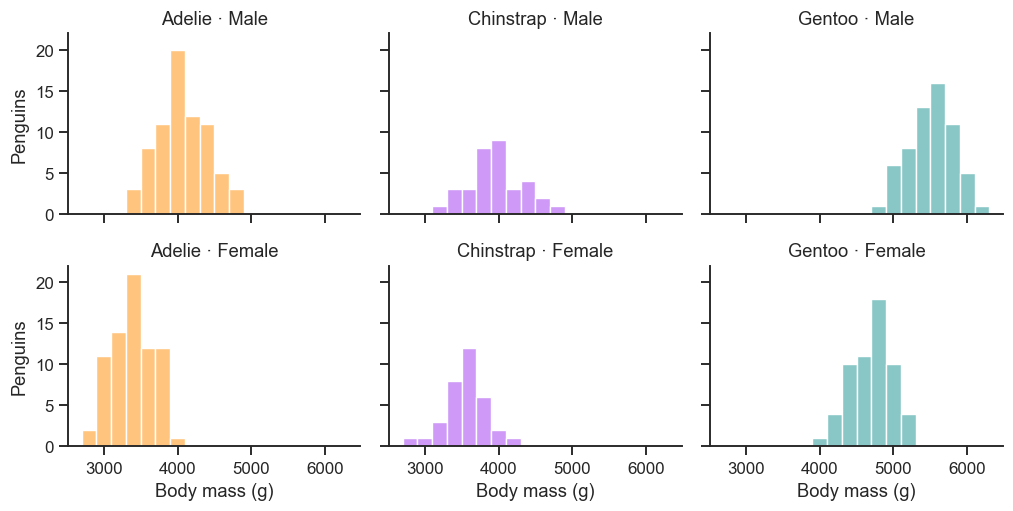 Adelie · Male
Chinstrap · Male
Gentoo · Male
Penguins
20
15
10
5
0
Adelie · Female
Chinstrap · Female
Gentoo · Female
Penguins
20
15
10
5
0
3000 4000 5000 6000
3000 4000 5000 6000
3000 4000 5000 6000
Body mass (g)
Body mass (g)
Body mass (g)